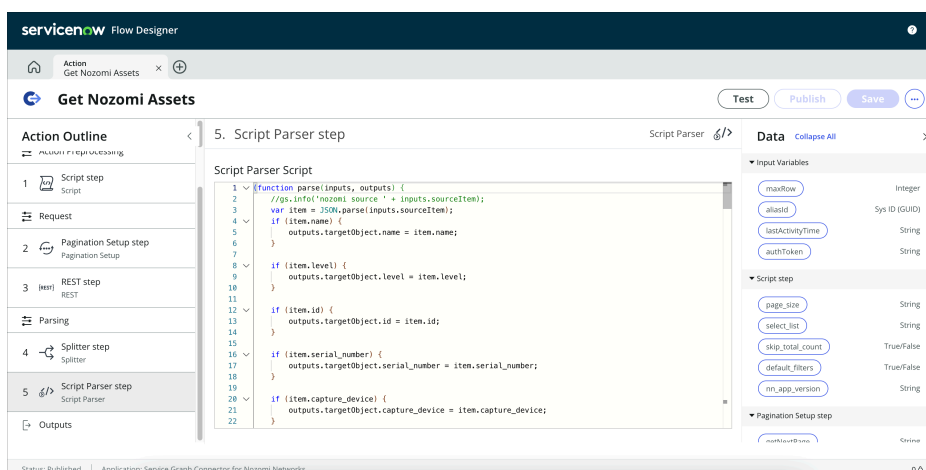 servicenow Flow Designer
Action
Get Nozomi Assets
Get Nozomi Assets
Test
Publish
Save
Action Outline
Action Preprocessing
1
Script step
Script
Request
2
Pagination Setup step
Pagination Setup
3
REST step
REST
Parsing
4
Splitter step
Splitter
5
Script Parser step
Script Parser
Outputs
5. Script Parser step
Script Parser
Script Parser Script
1 (function parse(inputs, outputs) {
2 //gs.info('nozomi source ' + inputs.sourceItem);
3 var item = JSON.parse(inputs.sourceItem);
4 if (item.name) {
5 outputs.targetObject.name = item.name;
6 }
7
8 if (item.level) {
9 outputs.targetObject.level = item.level;
10 }
11
12 if (item.id) {
13 outputs.targetObject.id = item.id;
14 }
15
16 if (item.serial_number) {
17 outputs.targetObject.serial_number = item.serial_number;
18 }
19
20 if (item.capture_device) {
21 outputs.targetObject.capture_device = item.capture_device;
22 }
Data Collapse All
Input Variables
maxRow Integer
aliasId Sys ID (GUID)
lastActivityTime String
authToken String
Script step
page_size String
select_list String
skip_total_count True/False
default_filters True/False
nn_app_version String
Pagination Setup step
getNextPage String
Status: Published | Application: Service Graph Connector for Nozomi Networks